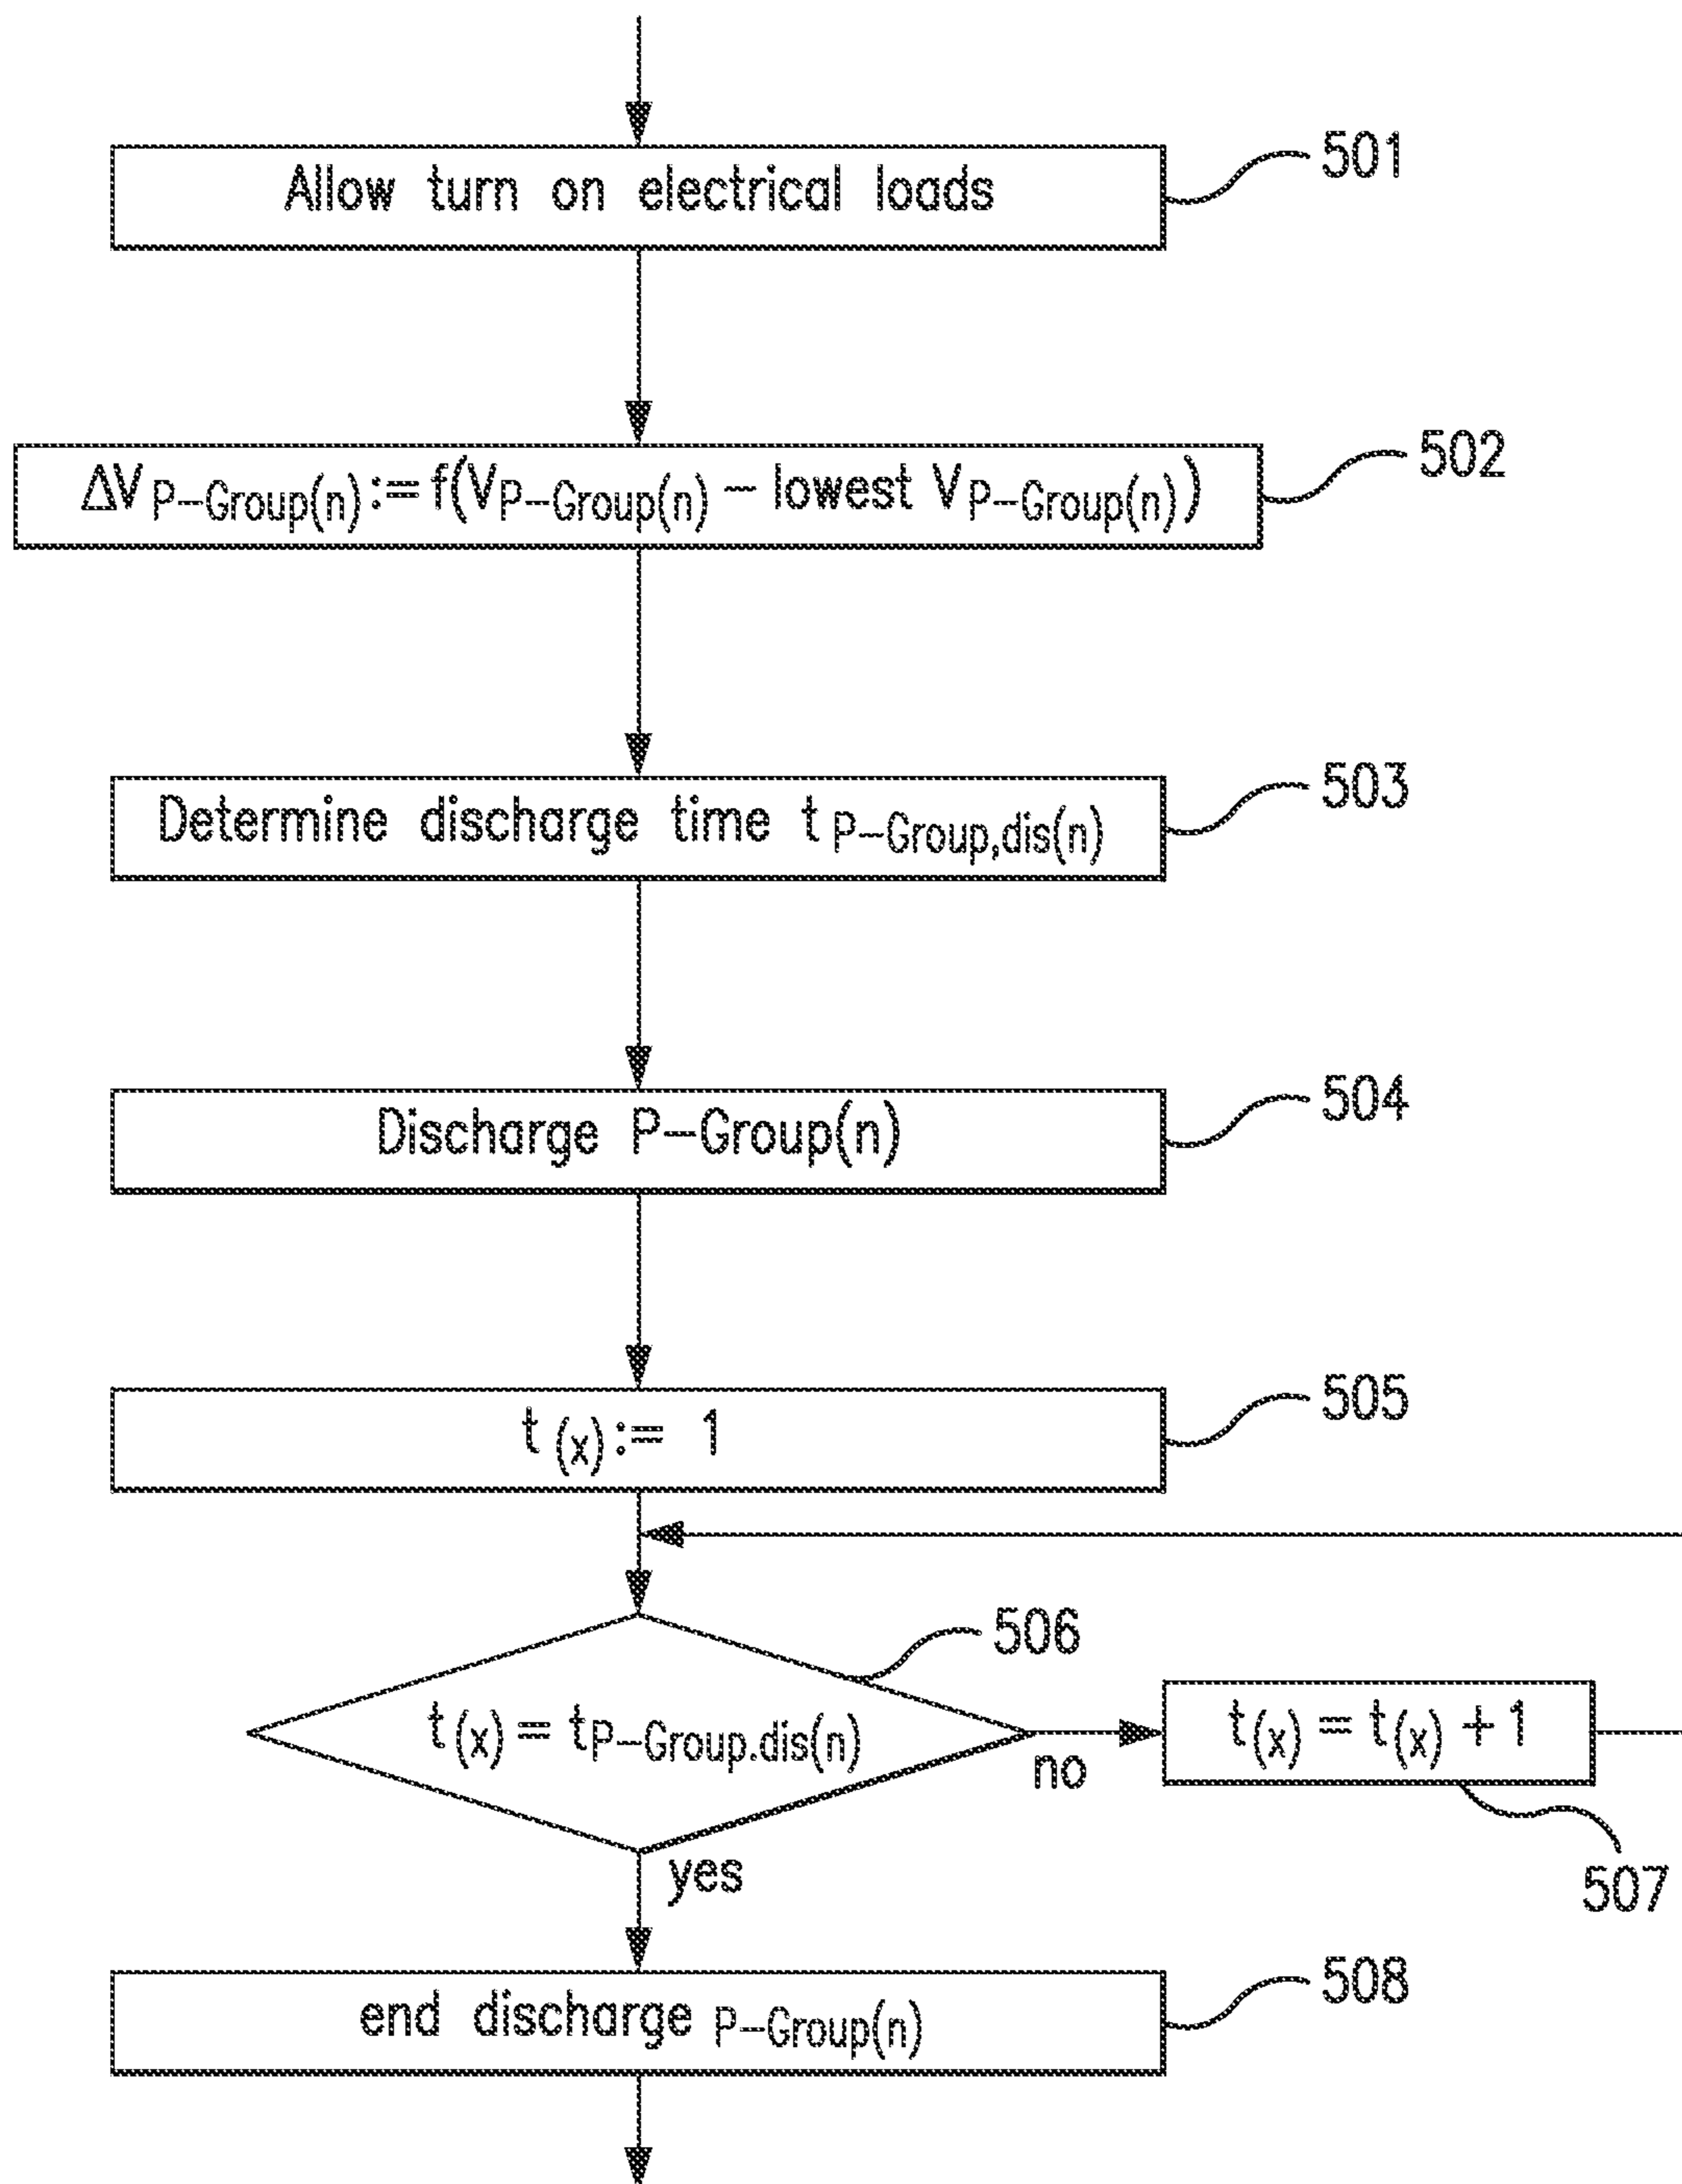 Allow turn on electrical loads
501
ΔV P-Group(n) := f(V P-Group(n) - lowest V P-Group(n))
502
Determine discharge time t P-Group,dis(n)
503
Discharge P-Group(n)
504
t (x) := 1
505
506
t (x) = t P-Group.dis(n)
no
t (x) = t (x) + 1
507
yes
end discharge P-Group(n)
508